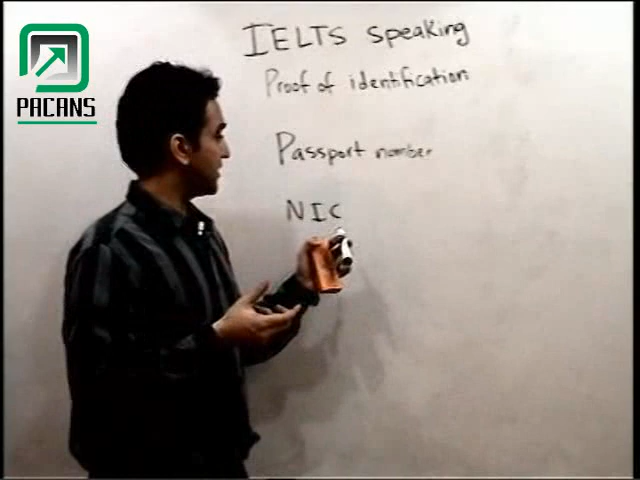 PACANS
IELTS speaking
Proof of identification
Passport number
NIC